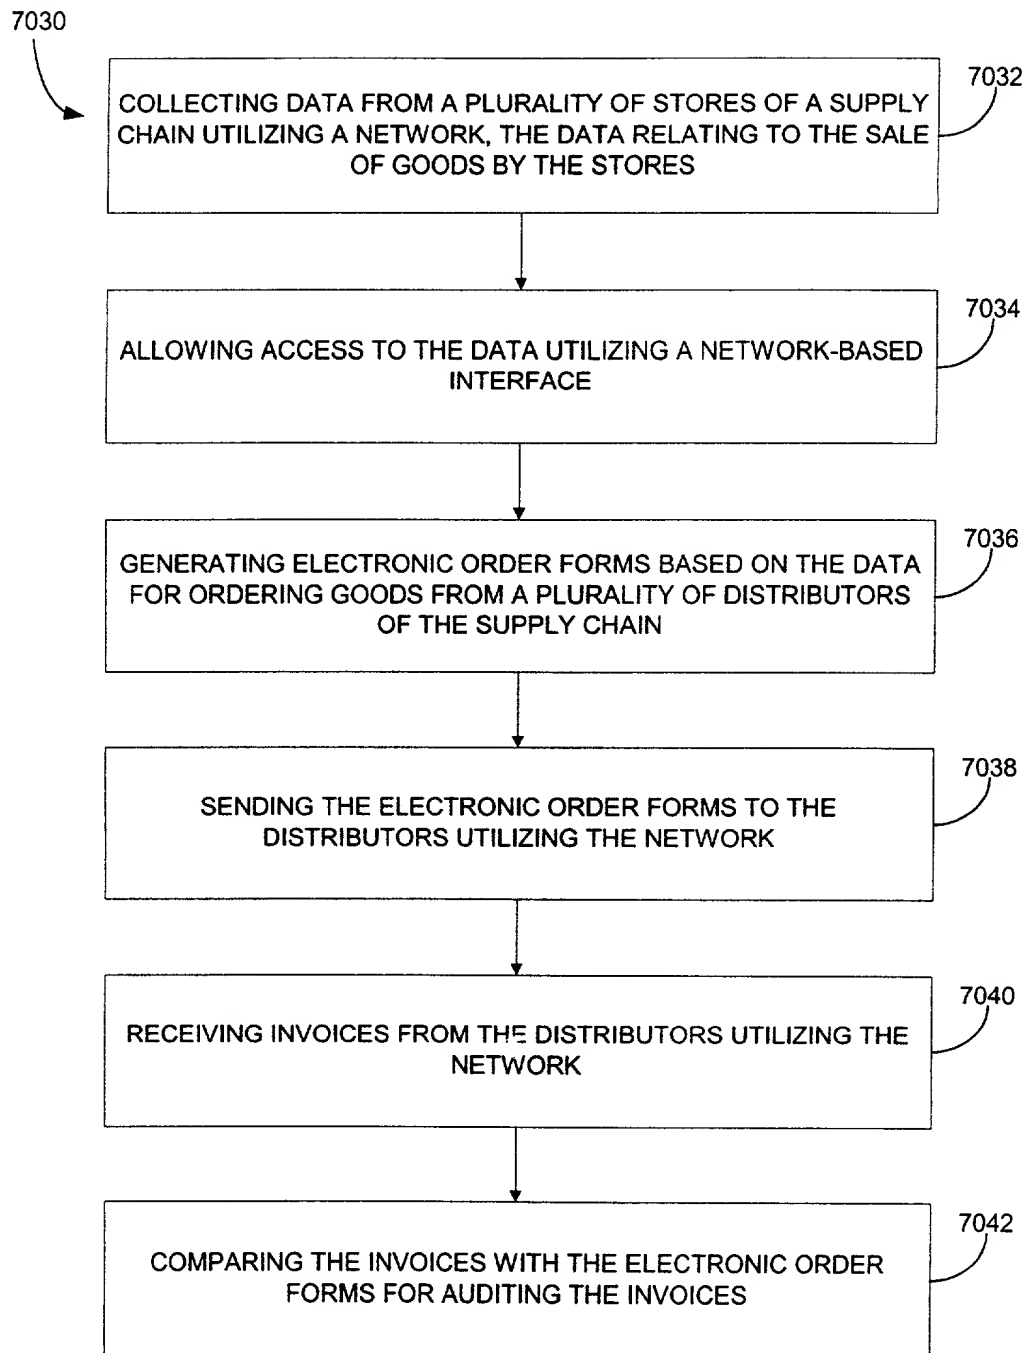 7030
7032
COLLECTING DATA FROM A PLURALITY OF STORES OF A SUPPLY
CHAIN UTILIZING A NETWORK, THE DATA RELATING TO THE SALE
OF GOODS BY THE STORES
7034
ALLOWING ACCESS TO THE DATA UTILIZING A NETWORK-BASED
INTERFACE
7036
GENERATING ELECTRONIC ORDER FORMS BASED ON THE DATA
FOR ORDERING GOODS FROM A PLURALITY OF DISTRIBUTORS
OF THE SUPPLY CHAIN
7038
SENDING THE ELECTRONIC ORDER FORMS TO THE
DISTRIBUTORS UTILIZING THE NETWORK
7040
RECEIVING INVOICES FROM THE DISTRIBUTORS UTILIZING THE
NETWORK
7042
COMPARING THE INVOICES WITH THE ELECTRONIC ORDER
FORMS FOR AUDITING THE INVOICES